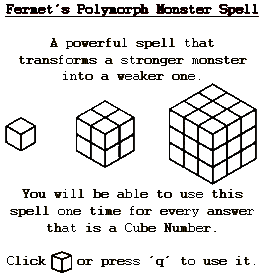 Fermet's Polymorph Monster Spell
A powerful spell that
transforms a stronger monster
into a weaker one.
You will be able to use this
spell one time for every answer
that is a Cube Number.
Click or press 'q' to use it.